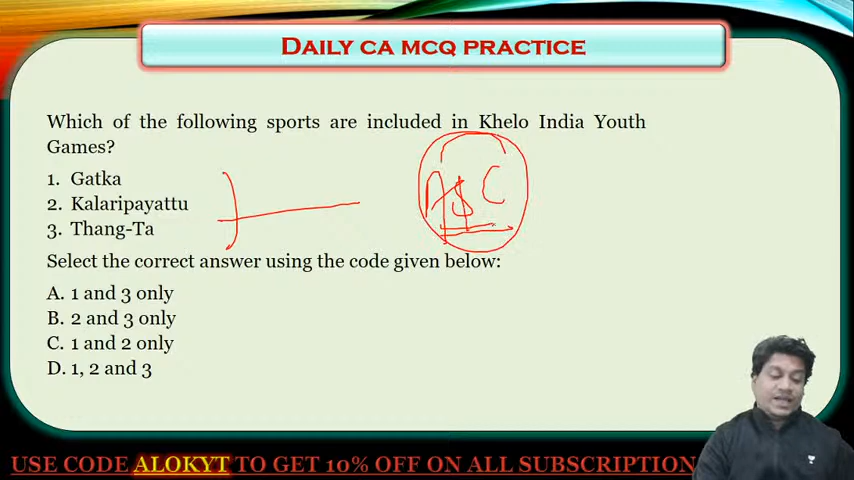 DAILY CA MCQ PRACTICE
Which of the following sports are included in Khelo India Youth
Games?
1. Gatka
2. Kalaripayattu
3. Thang-Ta
Select the correct answer using the code given below:
A. 1 and 3 only
B. 2 and 3 only
C. 1 and 2 only
D. 1, 2 and 3
USE CODE ALOKYT TO GET 10% OFF ON ALL SUBSCRIPTION